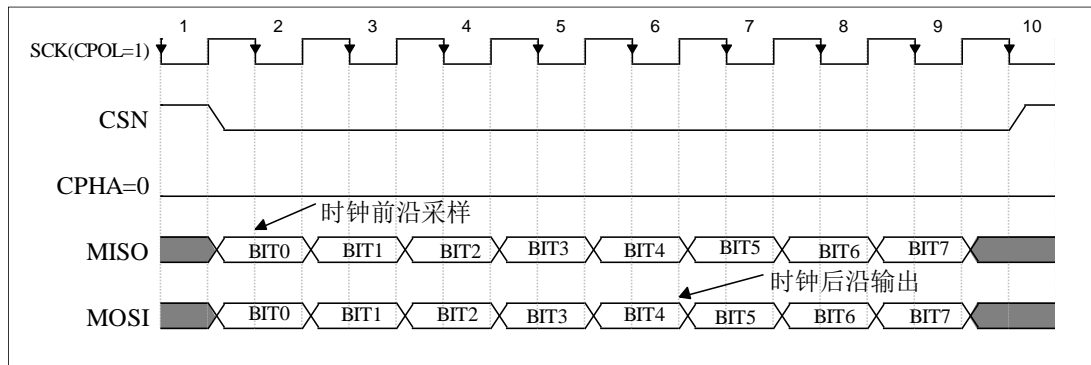 1 2 3 4 5 6 7 8 9 10
SCK(CPOL=1)
CSN
CPHA=0
时钟前沿采样
MISO BIT0 BIT1 BIT2 BIT3 BIT4 BIT5 BIT6 BIT7
时钟后沿输出
MOSI BIT0 BIT1 BIT2 BIT3 BIT4 BIT5 BIT6 BIT7